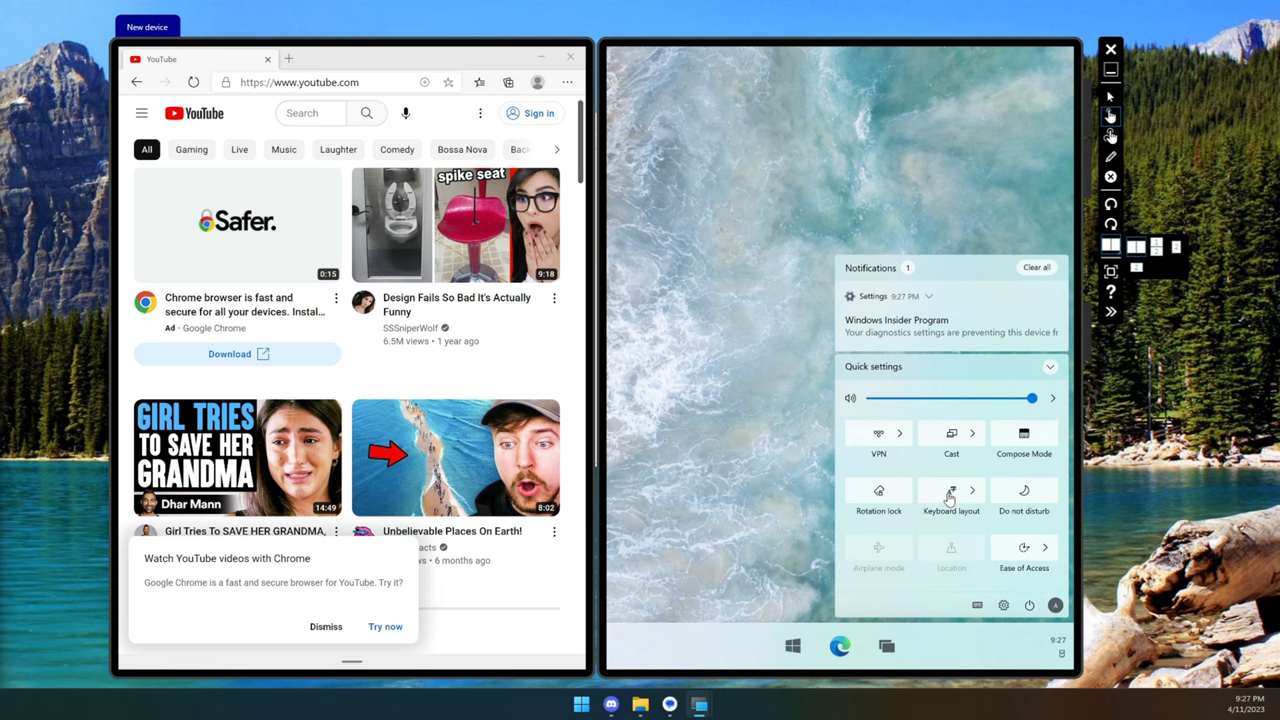 New device
YouTube
https://www.youtube.com
YouTube
Search
Sign in
All
Gaming
Live
Music
Laughter
Comedy
Bossa Nova
Back
Safer.
0:15
spike seat
9:18
Chrome browser is fast and
secure for all your devices. Instal...
Ad • Google Chrome
Download
Design Fails So Bad It's Actually
Funny
SSSniperWolf
6.5M views • 1 year ago
GIRL TRIES
TO SAVE HER
GRANDMA
Dhar Mann
14:49
8:02
Girl Tries To SAVE HER GRANDMA,
Unbelievable Places On Earth!
6 months ago
Watch YouTube videos with Chrome
Google Chrome is a fast and secure browser for YouTube. Try it?
Dismiss
Try now
Notifications
1
Clear all
Settings 9:27 PM
Windows Insider Program
Your diagnostics settings are preventing this device fr
Quick settings
VPN
Cast
Compose Mode
Rotation lock
Keyboard layout
Do not disturb
Airplane mode
Location
Ease of Access
A
9:27
9:27 PM
4/11/2023